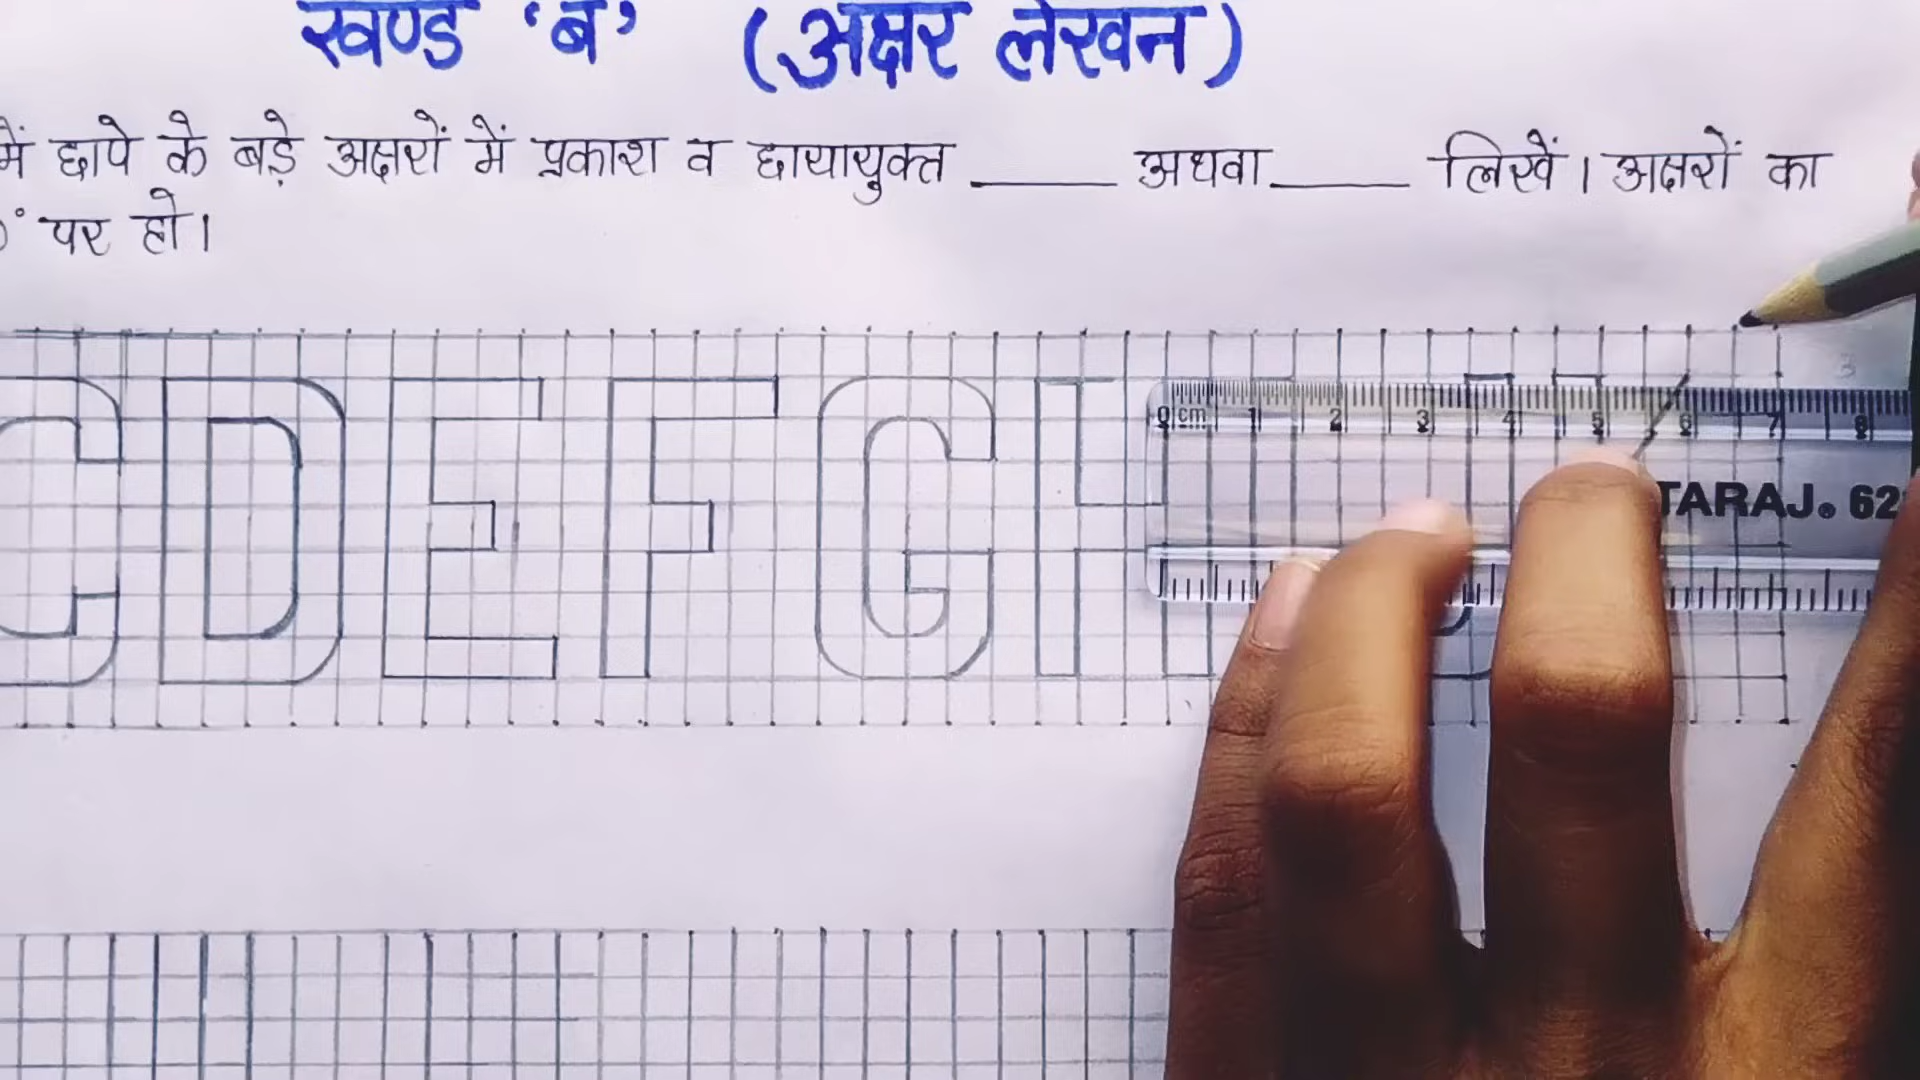 खण्ड 'ब' (अक्षर लेखन)
में छापे के बड़े अक्षरों में प्रकाश व छायायुक्त ____ अथवा ____ लिखें। अक्षरों का
° पर हो।
C D E F G H
0 cm 1 2 3 4 5 6 7 8
TARAJ. 62